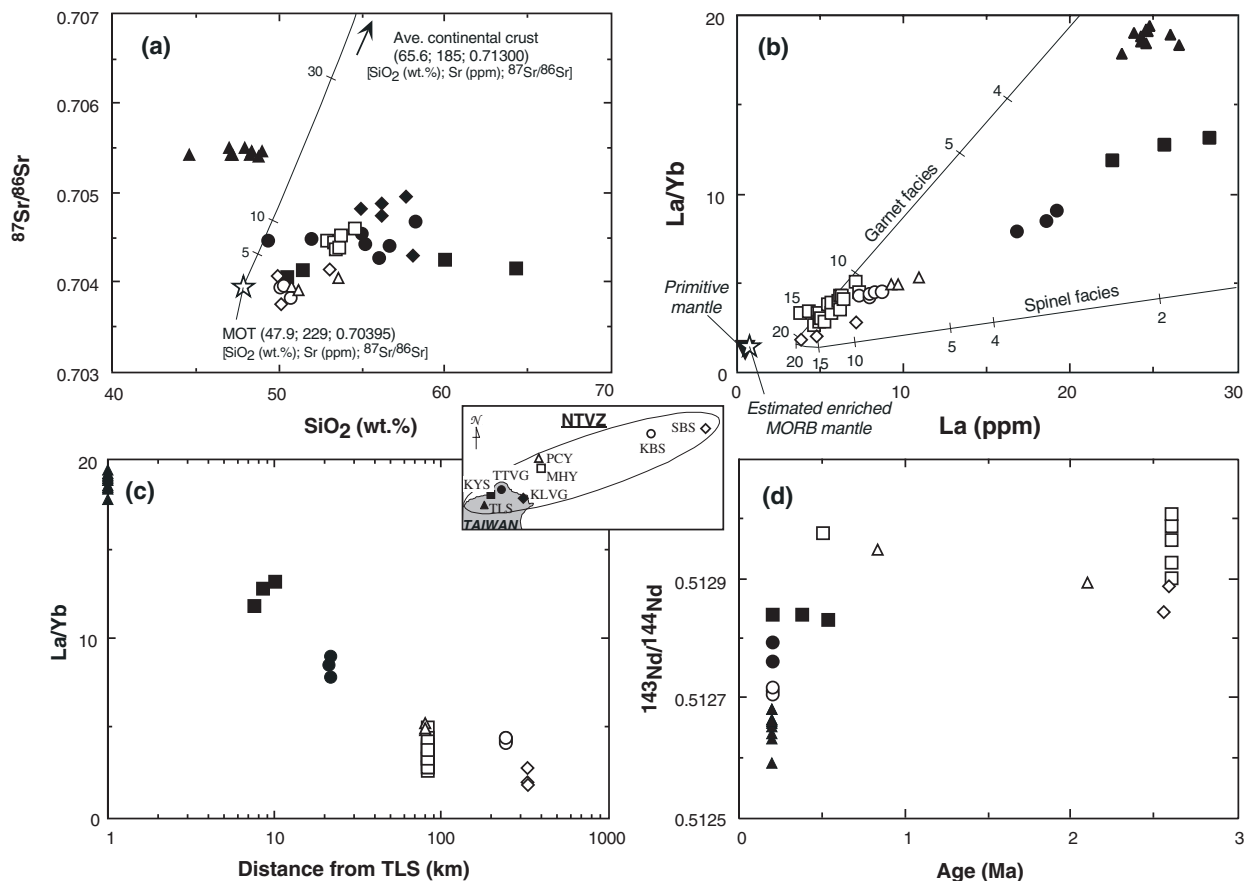 (a)
Ave. continental crust
(65.6; 185; 0.71300)
[SiO2 (wt.%); Sr (ppm); 87Sr/86Sr]
30
10
5
MOT (47.9; 229; 0.70395)
[SiO2 (wt.%); Sr (ppm); 87Sr/86Sr]
0.707
0.706
0.705
0.704
0.703
87Sr/86Sr
40
50
60
70
SiO2 (wt.%)
(b)
20
10
0
La/Yb
4
5
Garnet facies
10
15
20
Spinel facies
20
15
10
5
4
2
Primitive
mantle
Estimated enriched
MORB mantle
0
10
20
30
La (ppm)
N
NTVZ
SBS
KBS
PCY
MHY
TTVG
KYS
KLVG
TLS
TAIWAN
(c)
20
10
0
La/Yb
1
10
100
1000
Distance from TLS (km)
(d)
0.5129
0.5127
0.5125
143Nd/144Nd
0
1
2
3
Age (Ma)